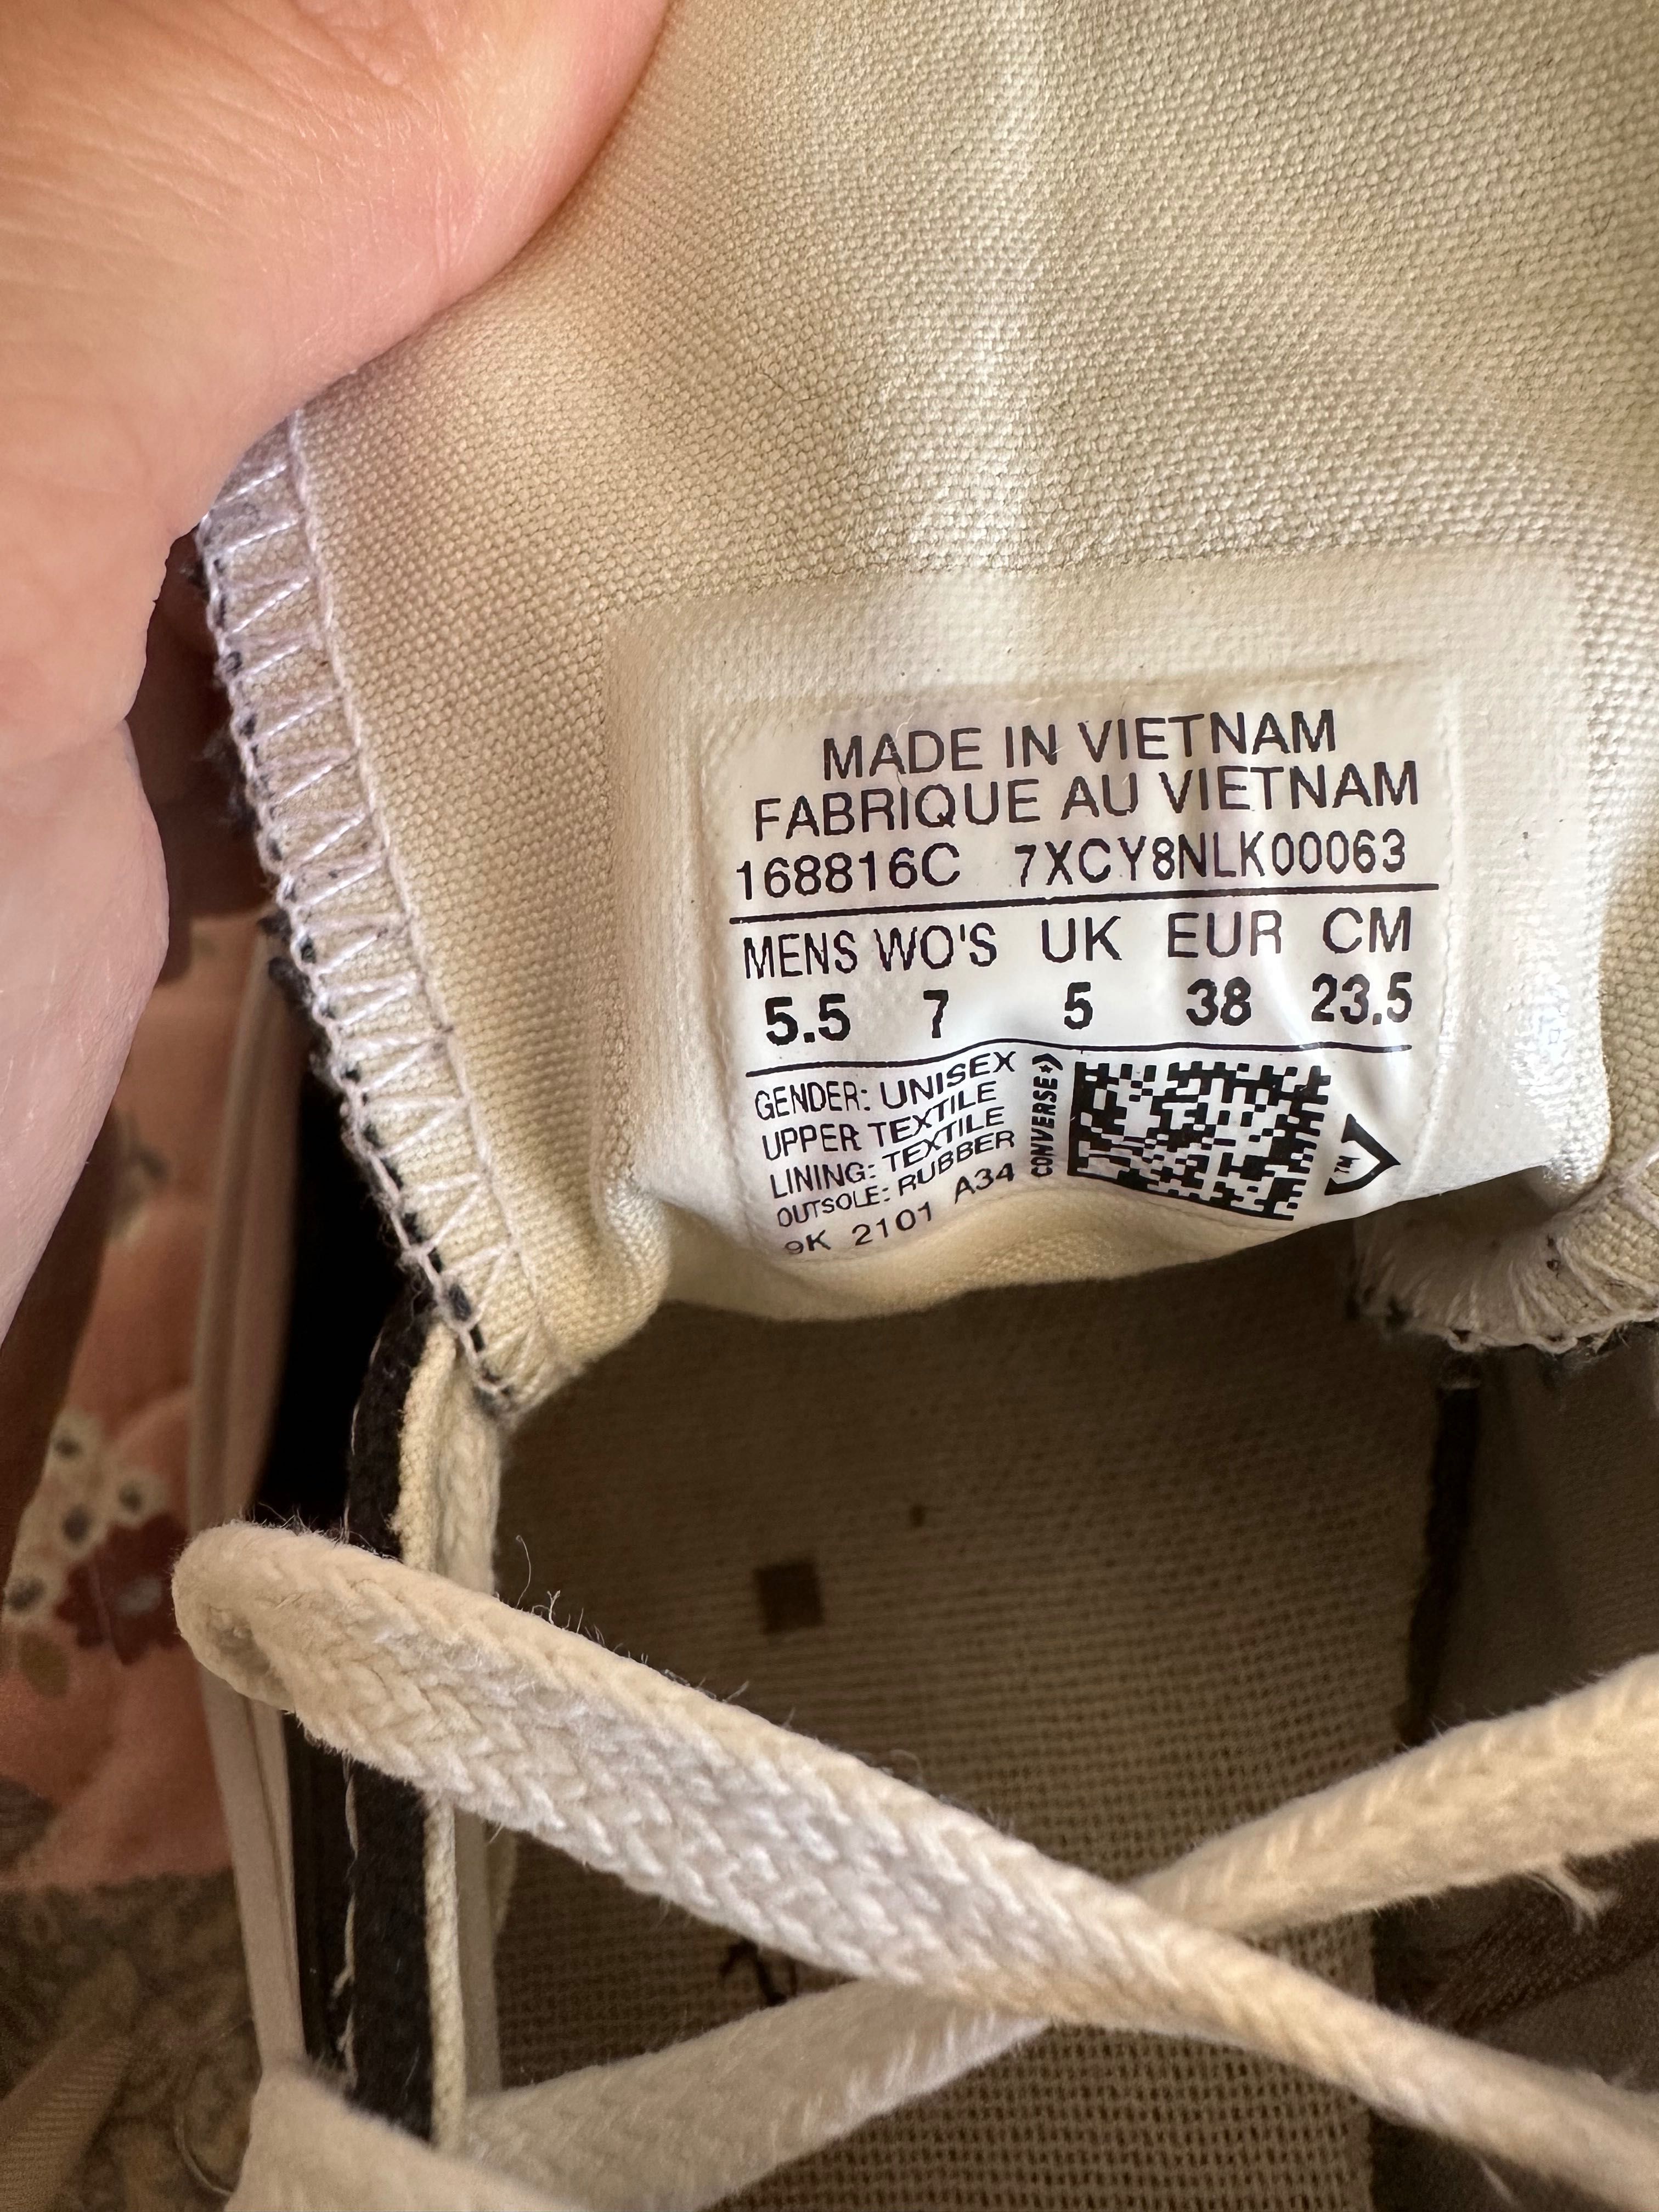 MADE IN VIETNAM
FABRIQUE AU VIETNAM
168816C 7XCY8NLK00063
MENS WO'S UK EUR CM
5.5 7 5 38 23.5
GENDER: UNISEX
UPPER TEXTILE
LINING: TEXTILE
OUTSOLE: RUBBER
9K 2101 A34
CONVERSE
TM